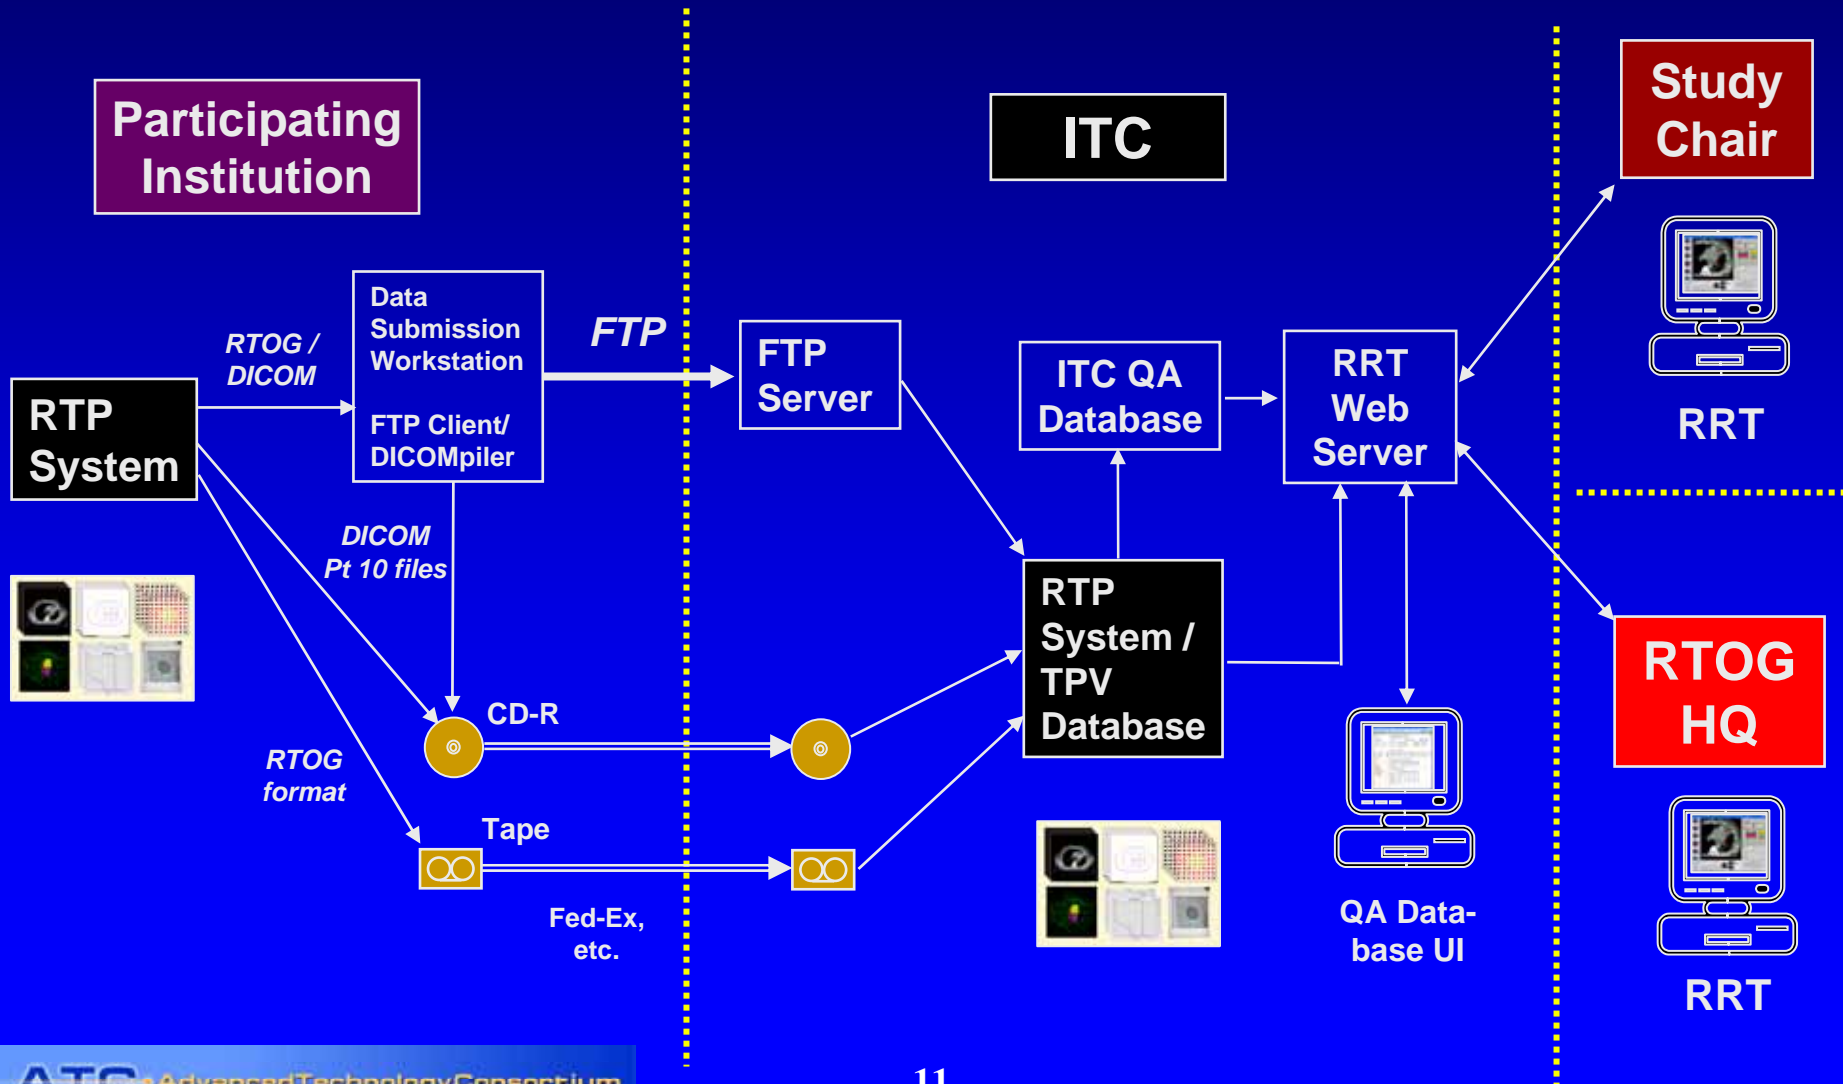 Participating
Institution
ITC
Study
Chair
RTP
System
RTOG /
DICOM
Data
Submission
Workstation
FTP Client/
DICOMpiler
FTP
FTP
Server
ITC QA
Database
RRT
Web
Server
RRT
DICOM
Pt 10 files
RTP
System /
TPV
Database
CD-R
RTOG
format
Tape
Fed-Ex,
etc.
QA Data-
base UI
RTOG
HQ
RRT
ATC AdvancedTechnologyConsortium
11